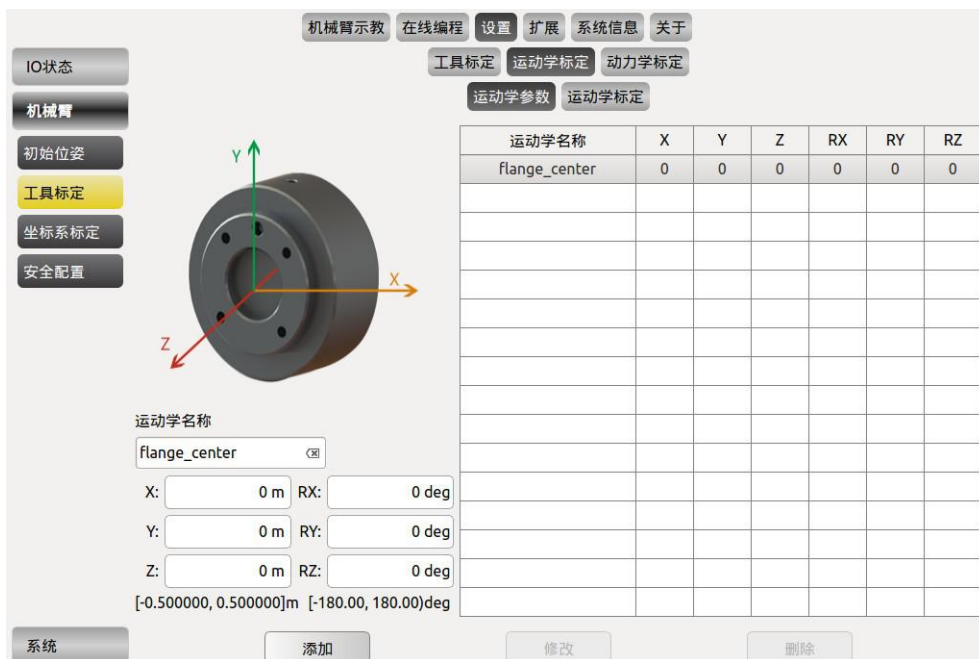 机械臂示教 在线编程 设置 扩展 系统信息 关于
IO状态
工具标定 运动学标定 动力学标定
机械臂
运动学参数 运动学标定
初始位姿
工具标定
坐标系标定
安全配置
Y
X
Z
运动学名称 X Y Z RX RY RZ
flange_center 0 0 0 0 0 0
运动学名称
flange_center
X: 0 m RX: 0 deg
Y: 0 m RY: 0 deg
Z: 0 m RZ: 0 deg
[-0.500000, 0.500000]m [-180.00, 180.00)deg
系统
添加 修改 删除